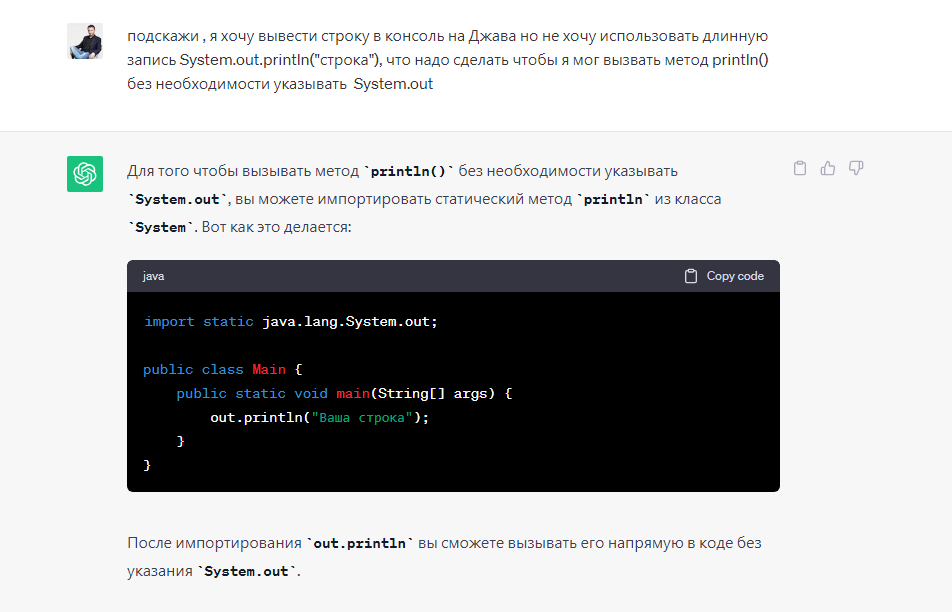 подскажи , я хочу вывести строку в консоль на Джава но не хочу использовать длинную
запись System.out.println("строка"), что надо сделать чтобы я мог вызвать метод println()
без необходимости указывать  System.out
Для того чтобы вызывать метод `println()` без необходимости указывать
`System.out`, вы можете импортировать статический метод `println` из класса
`System`. Вот как это делается:
java Copy code
import static java.lang.System.out;
public class Main {
    public static void main(String[] args) {
        out.println("Ваша строка");
    }
}
После импортирования `out.println` вы сможете вызывать его напрямую в коде без
указания `System.out`.